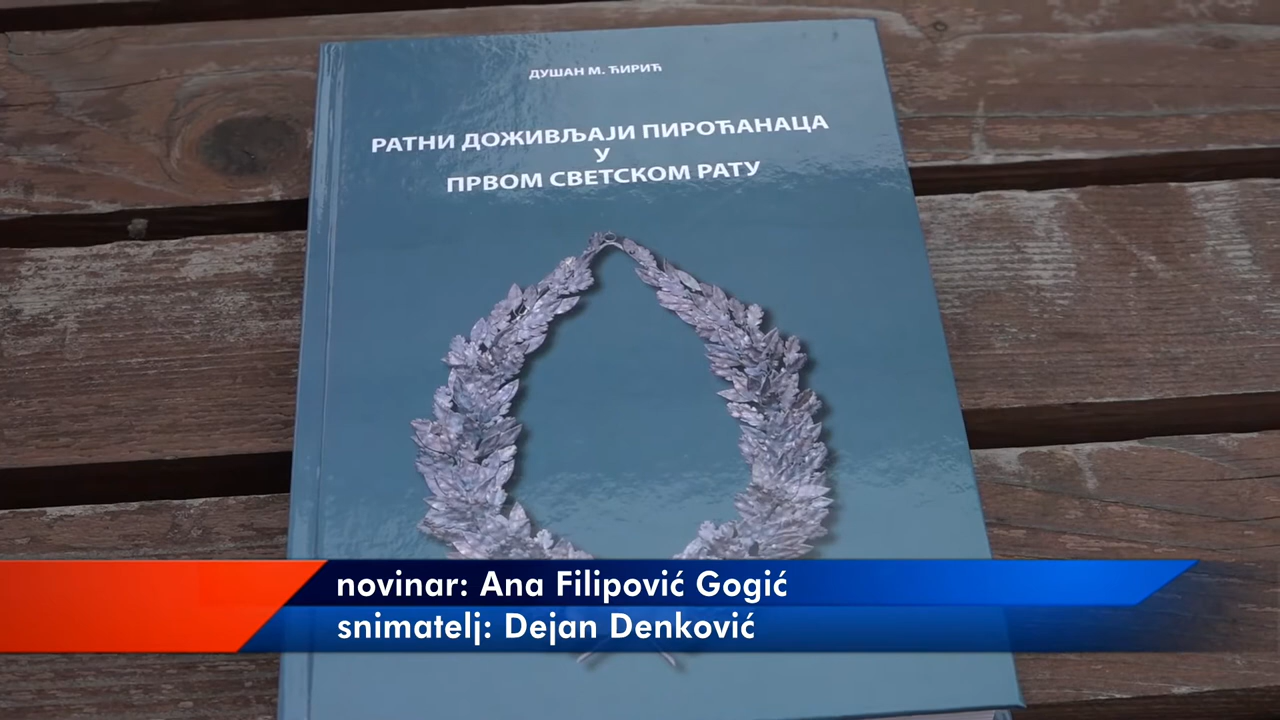 ДУШАН М. ЋИРИЋ
РАТНИ ДОЖИВЉАЈИ ПИРОЋАНАЦА
У
ПРВОМ СВЕТСКОМ РАТУ
novinar: Ana Filipović Gogić
snimatelj: Dejan Denković